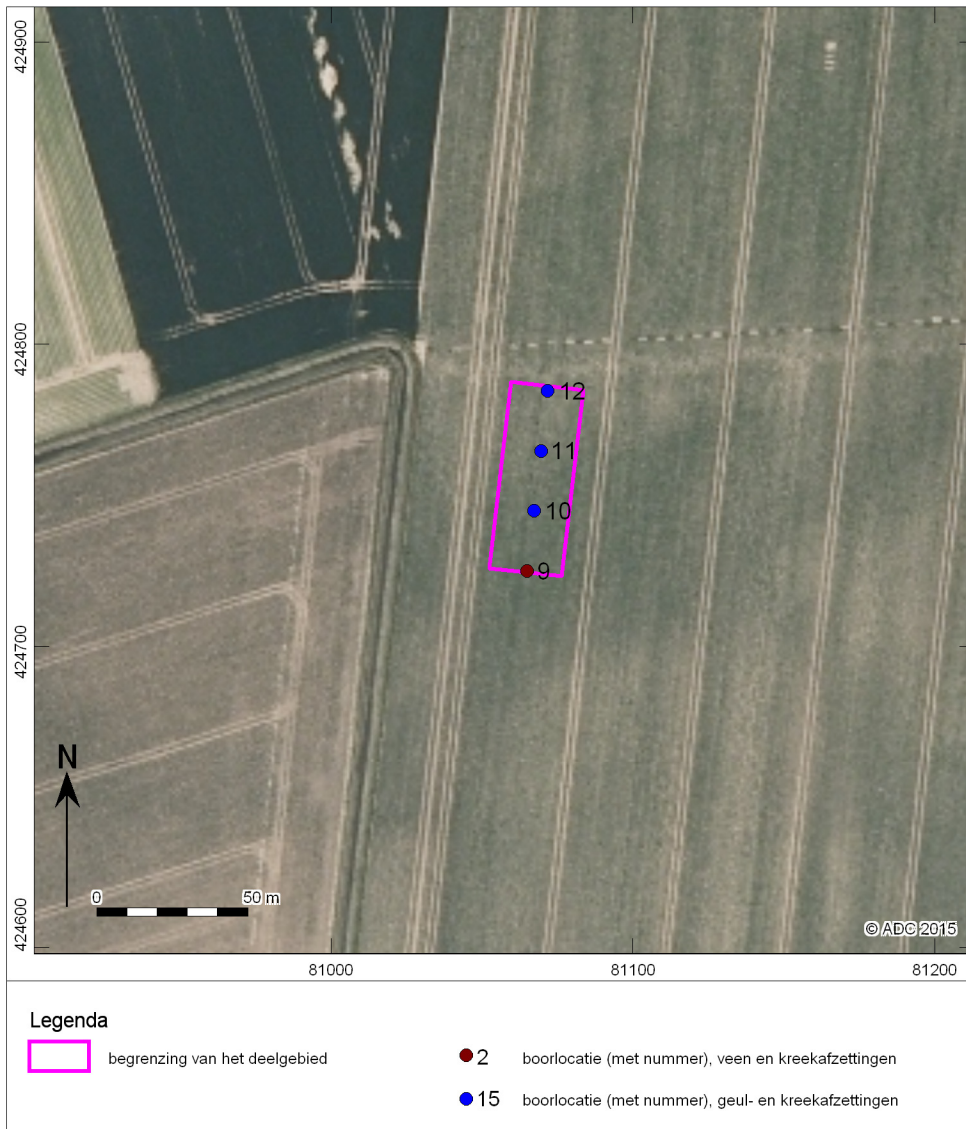 424900
424800
424700
424600
12
11
10
9
N
0 50 m
© ADC 2015
81000 81100 81200
Legenda
begrenzing van het deelgebied
2 boorlocatie (met nummer), veen en kreekafzettingen
15 boorlocatie (met nummer), geul- en kreekafzettingen